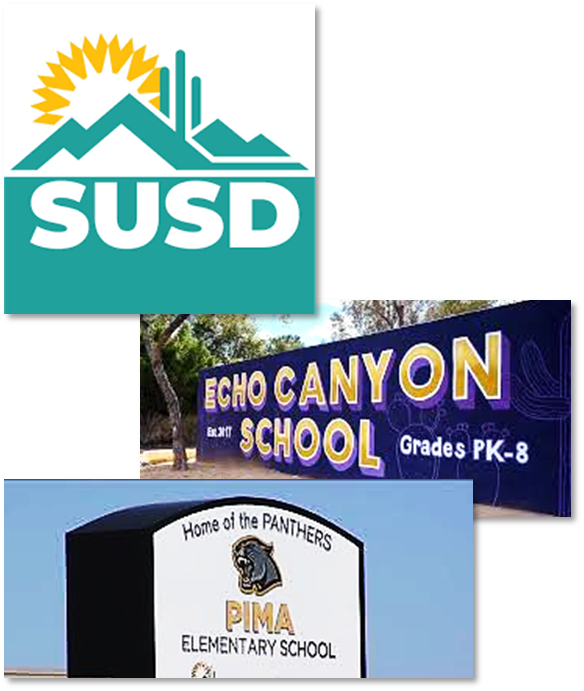 SUSD
ECHO CANYON
Est. 2017
SCHOOL
Grades PK-8
Home of the PANTHERS
PIMA
ELEMENTARY SCHOOL